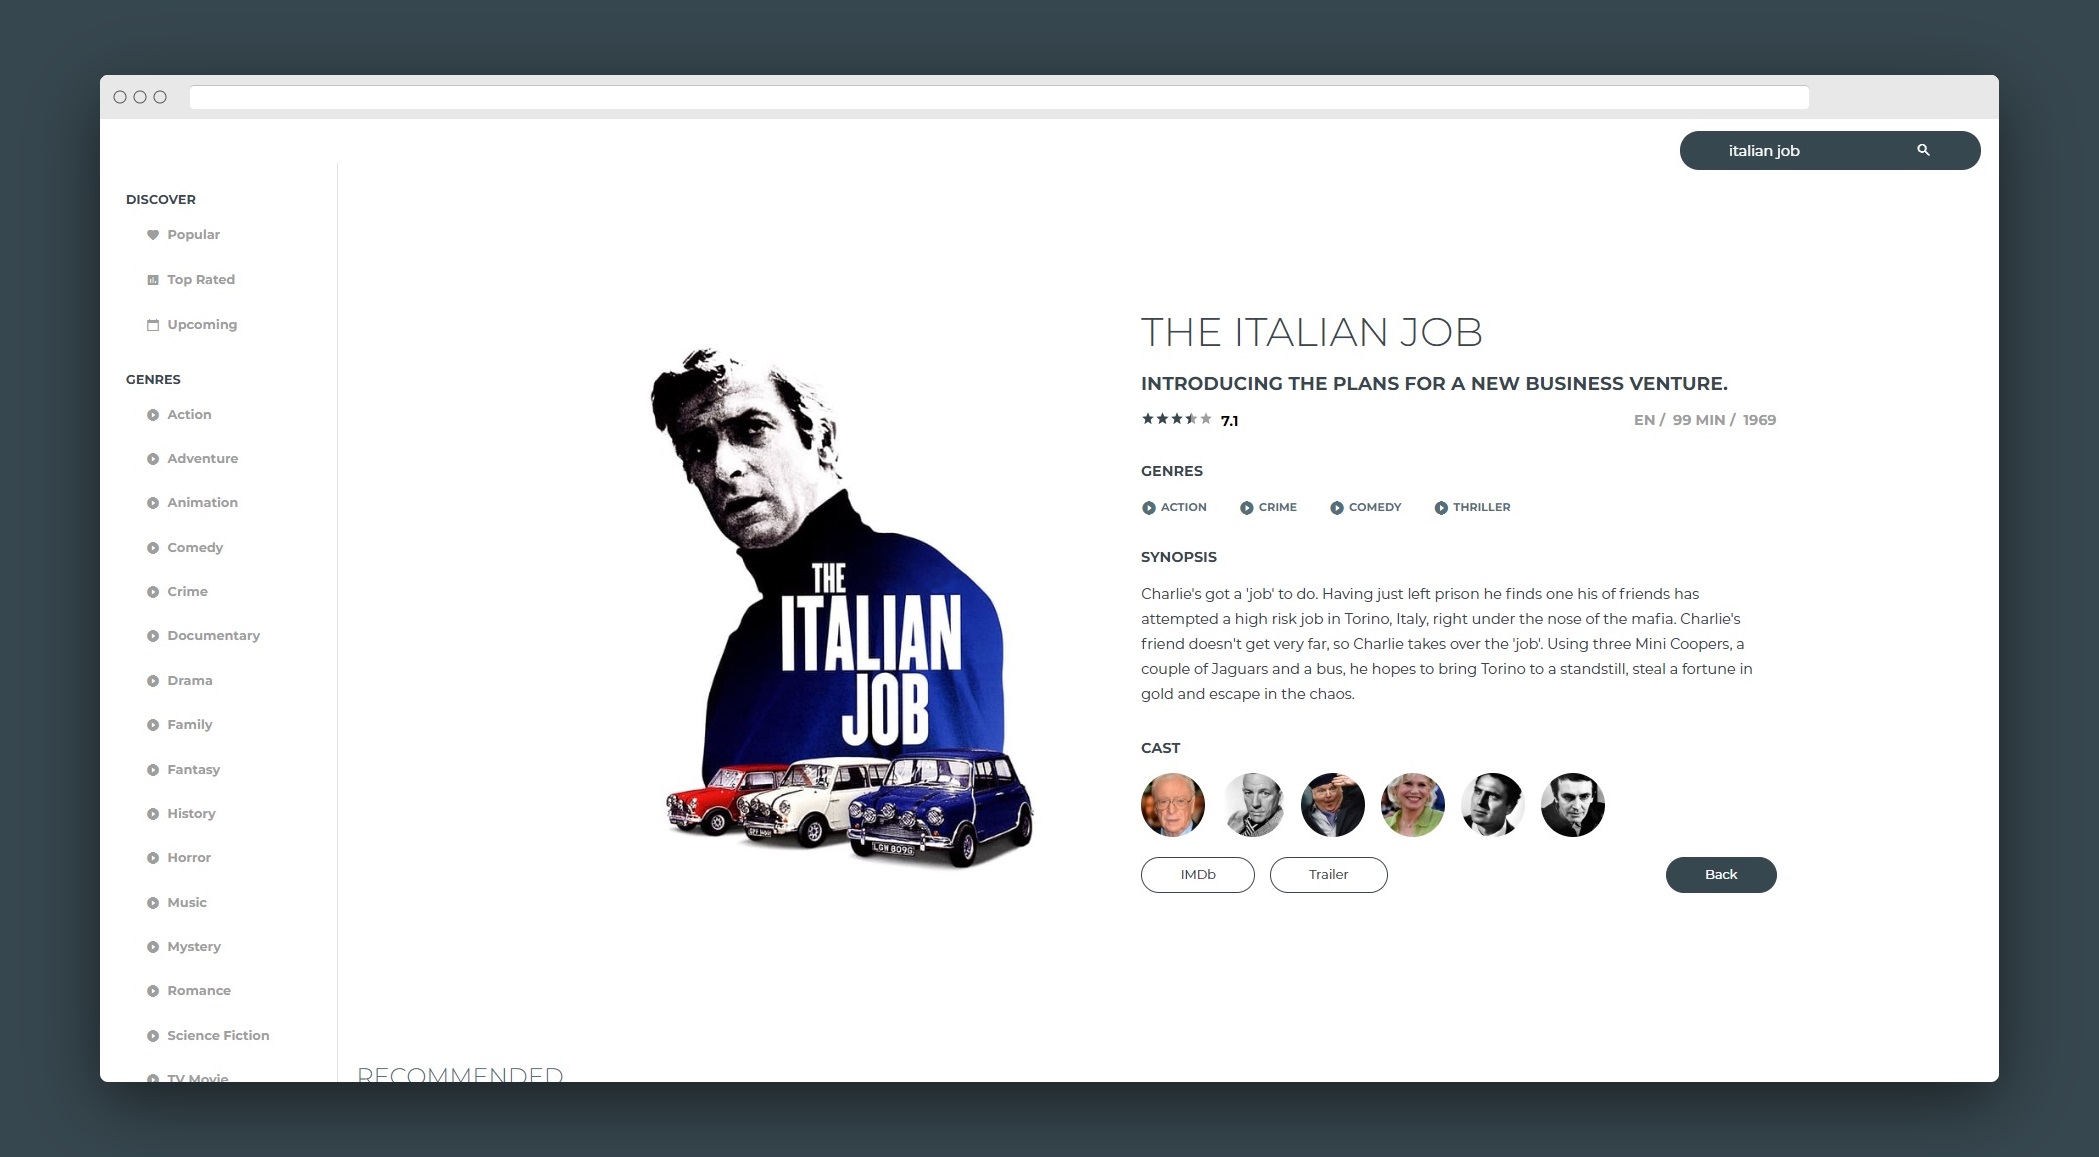 italian job
DISCOVER
Popular
Top Rated
Upcoming
GENRES
Action
Adventure
Animation
Comedy
Crime
Documentary
Drama
Family
Fantasy
History
Horror
Music
Mystery
Romance
Science Fiction
TV Movie
THE
ITALIAN
JOB
LGW 809G
THE ITALIAN JOB
INTRODUCING THE PLANS FOR A NEW BUSINESS VENTURE.
7.1 EN / 99 MIN / 1969
GENRES
ACTION CRIME COMEDY THRILLER
SYNOPSIS
Charlie's got a 'job' to do. Having just left prison he finds one his of friends has
attempted a high risk job in Torino, Italy, right under the nose of the mafia. Charlie's
friend doesn't get very far, so Charlie takes over the 'job'. Using three Mini Coopers, a
couple of Jaguars and a bus, he hopes to bring Torino to a standstill, steal a fortune in
gold and escape in the chaos.
CAST
IMDb Trailer Back
RECOMMENDED